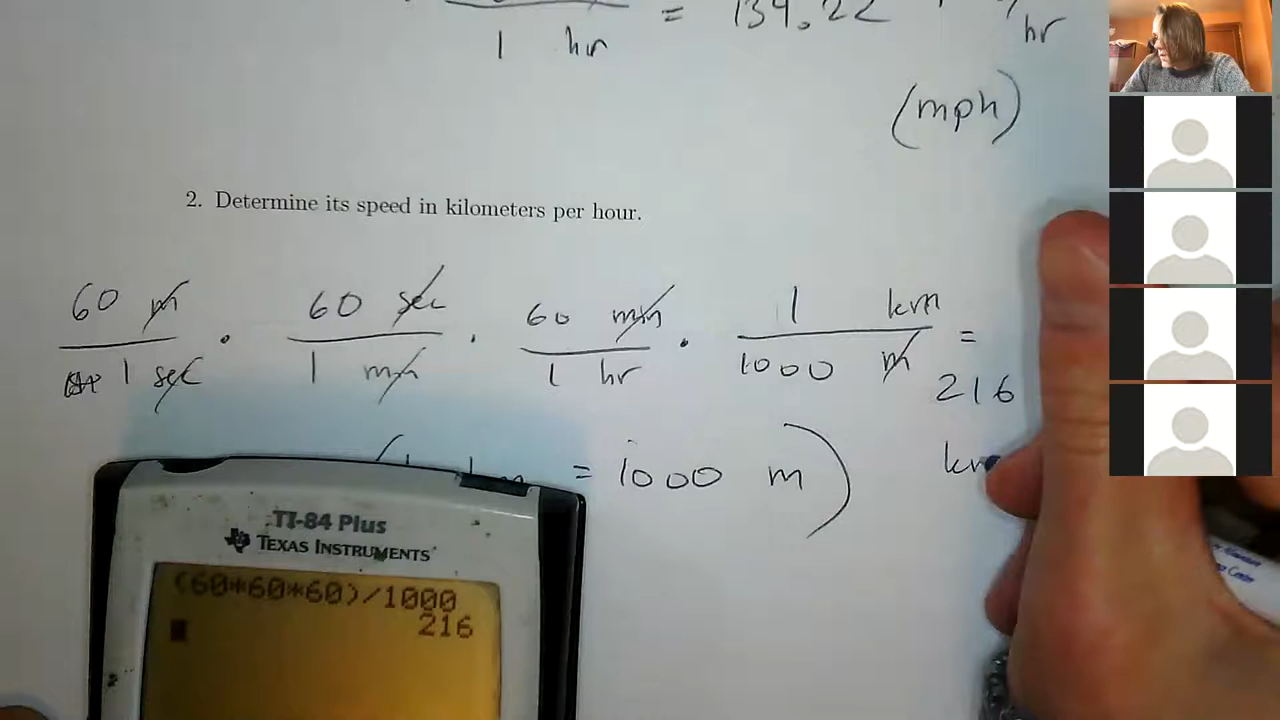 1 hr = 134.22 hr
(mph)
2. Determine its speed in kilometers per hour.
60 m 60 sec 60 min 1 km
1 sec · 1 min · 1 hr · 1000 m =
216
km
= 1000 m)
TI-84 Plus
TEXAS INSTRUMENTS
(60*60*60)/1000
216